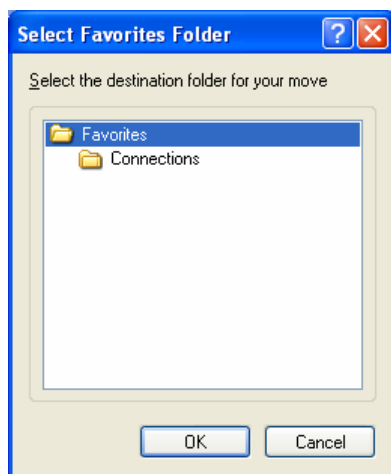 Select Favorites Folder ?
Select the destination folder for your move
Favorites
Connections
OK Cancel